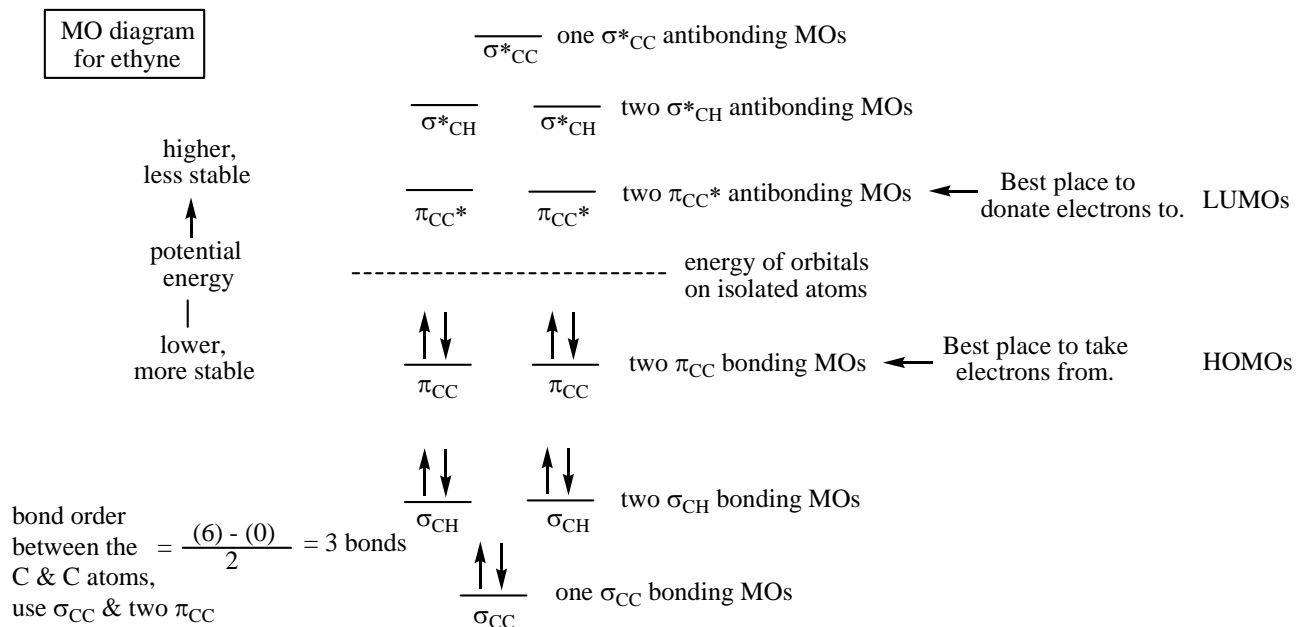 MO diagram
for ethyne
σ*CC one σ*CC antibonding MOs
σ*CH σ*CH two σ*CH antibonding MOs
higher,
less stable
πCC* πCC* two πCC* antibonding MOs
Best place to
donate electrons to.
LUMOs
potential
energy
energy of orbitals
on isolated atoms
lower,
more stable
πCC πCC two πCC bonding MOs
Best place to take
electrons from.
HOMOs
σCH σCH two σCH bonding MOs
bond order
between the
C & C atoms,
use σCC & two πCC
= (6) - (0)
2
= 3 bonds
σCC one σCC bonding MOs